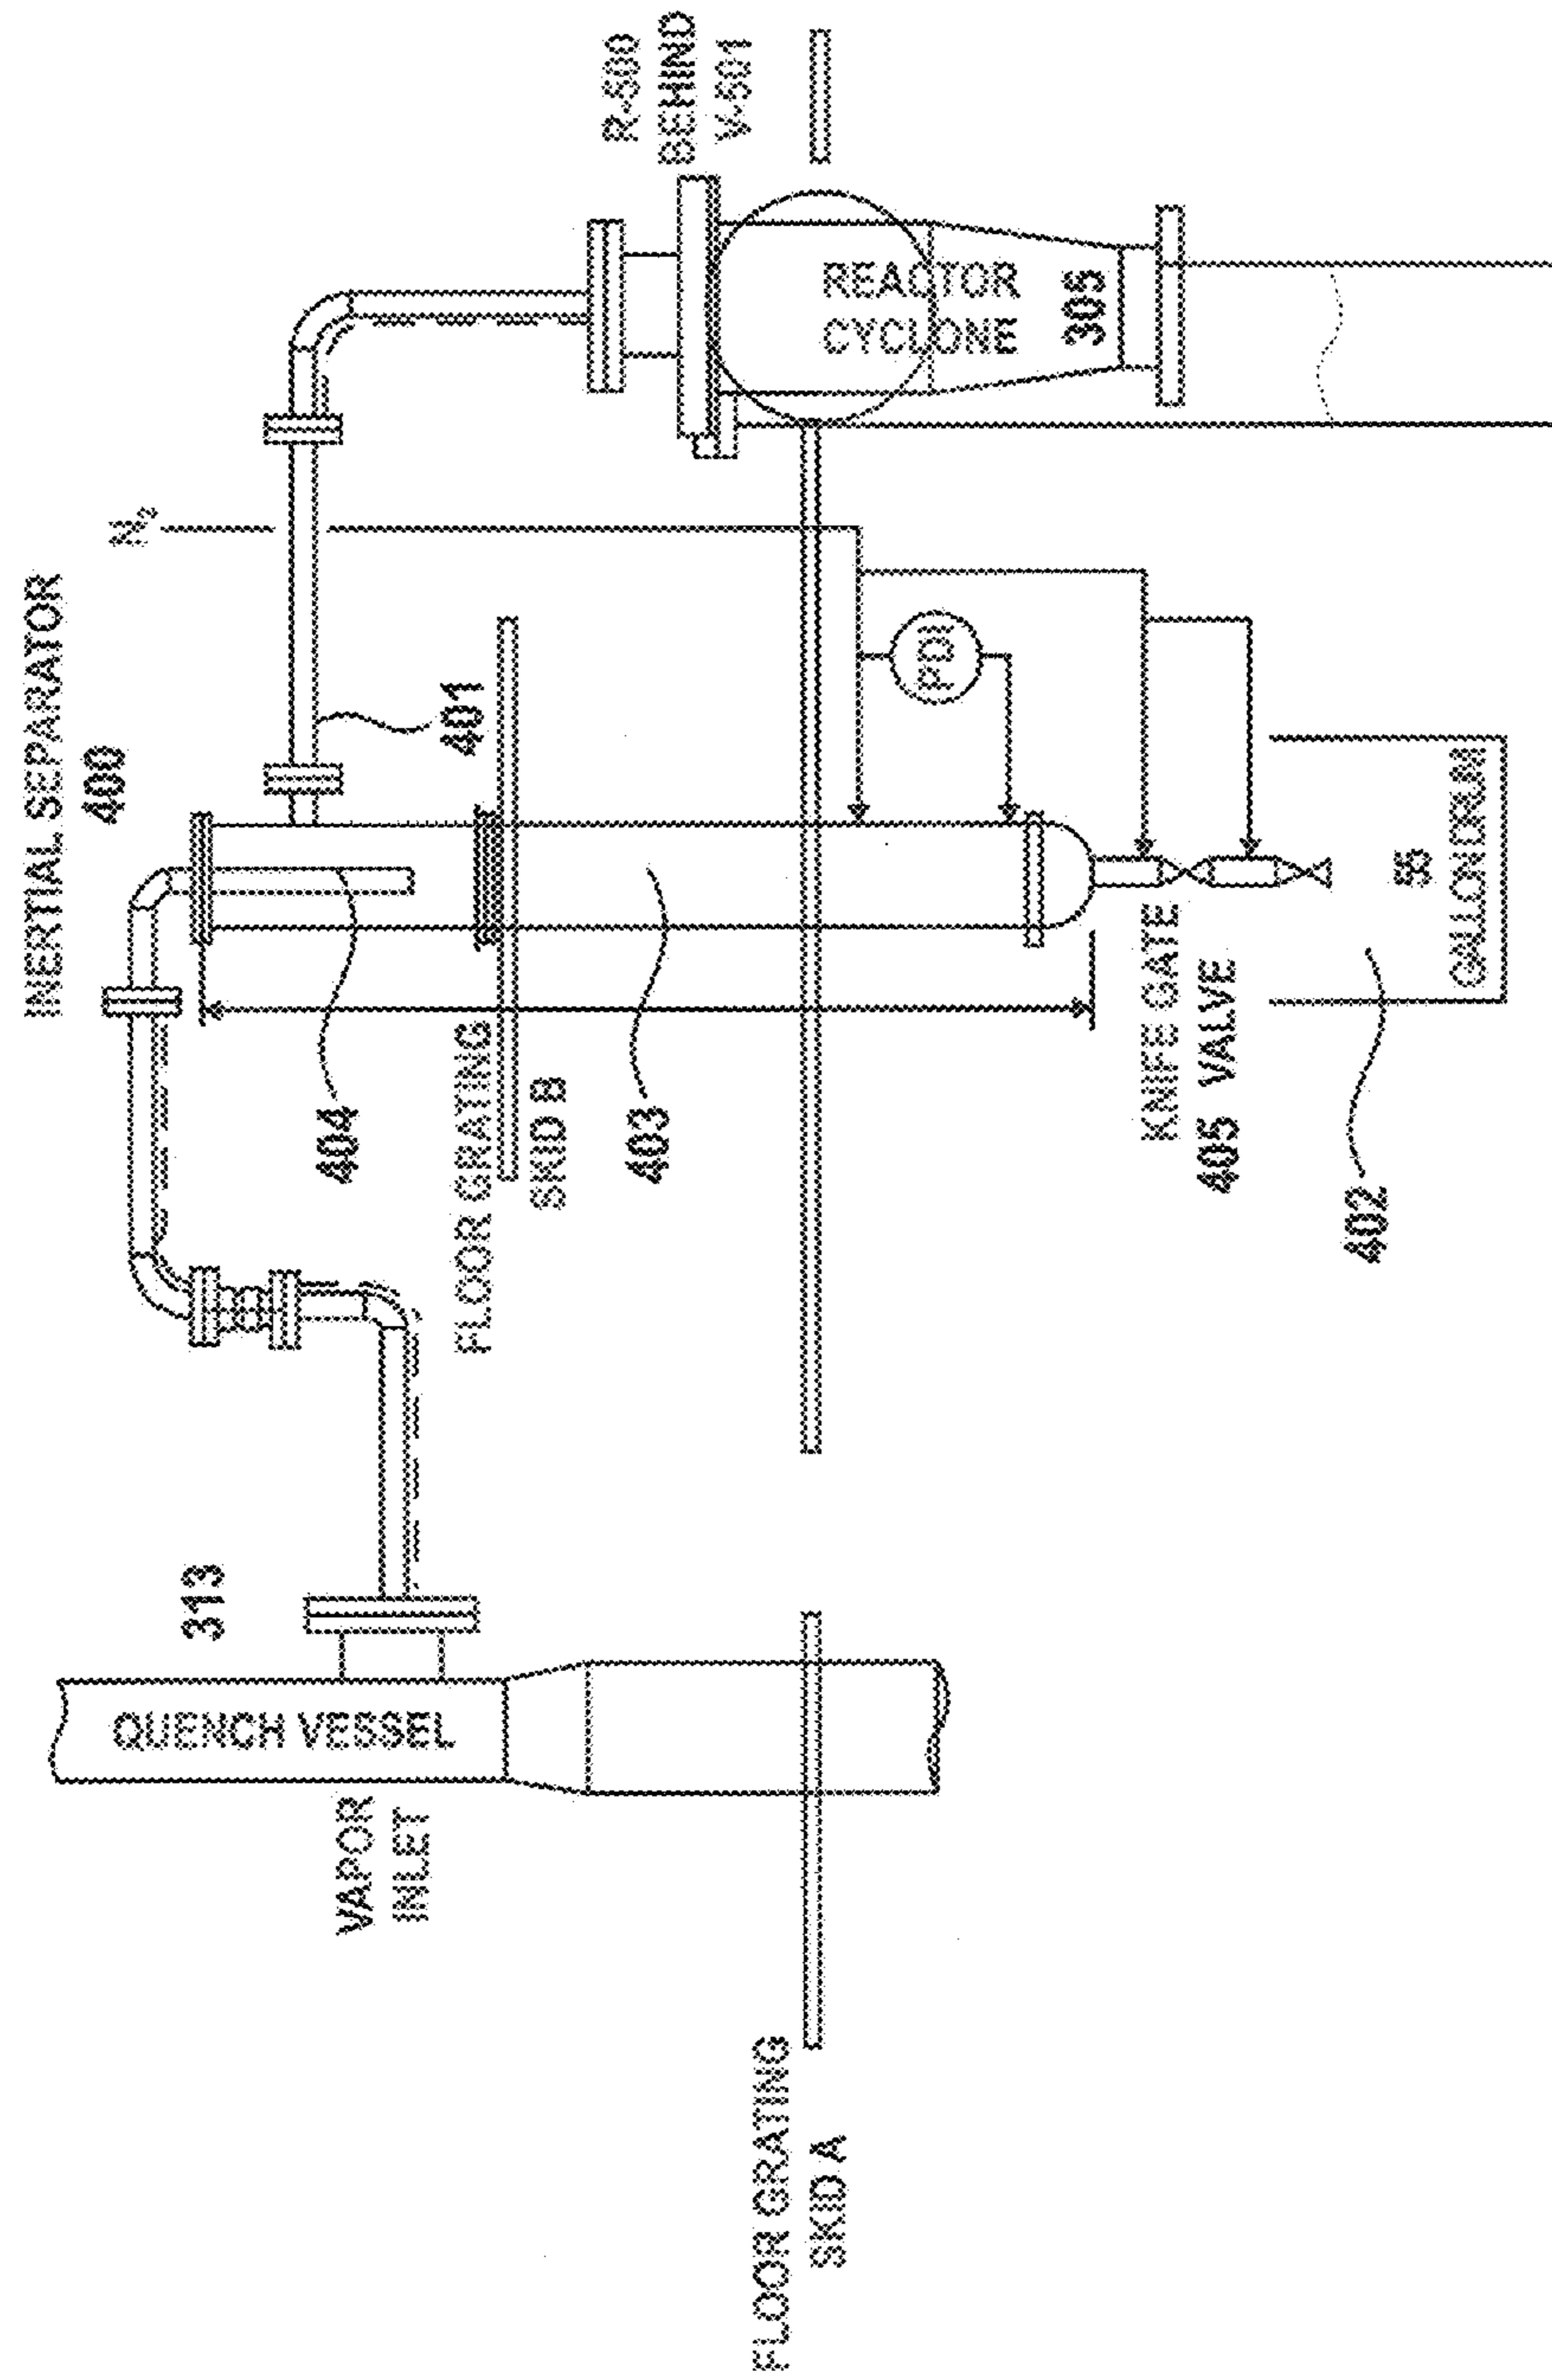 INERTIAL SEPARATOR
400
N2
R-500
BEHIND
V-501
REACTOR
CYCLONE
305
401
PDI
404
FLOOR GRATING
SKID B
403
KNIFE GATE
405 VALVE
55
GALLON DRUM
402
313
QUENCH VESSEL
VAPOR
INLET
FLOOR GRATING
SKID A